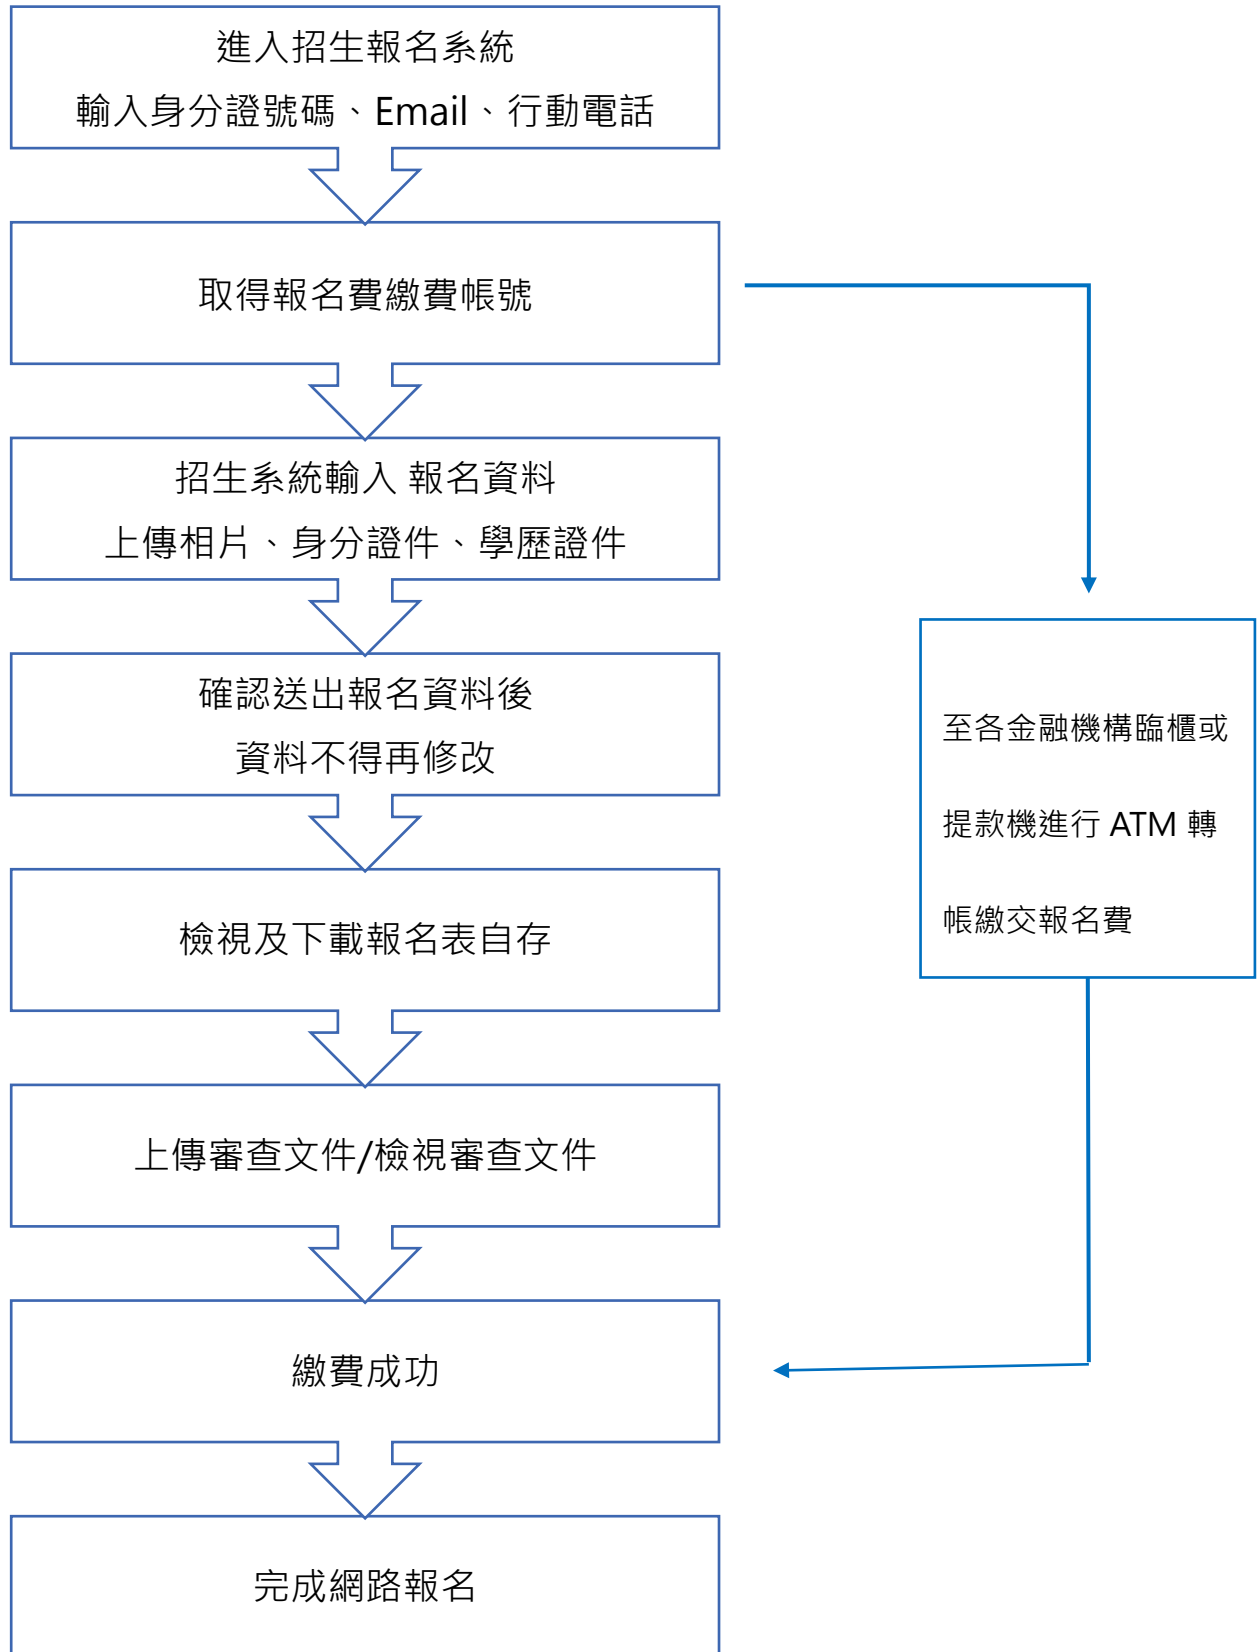 進入招生報名系統
輸入身分證號碼、Email、行動電話
取得報名費繳費帳號
招生系統輸入 報名資料
上傳相片、身分證件、學歷證件
確認送出報名資料後
資料不得再修改
至各金融機構臨櫃或
提款機進行 ATM 轉
帳繳交報名費
檢視及下載報名表自存
上傳審查文件/檢視審查文件
繳費成功
完成網路報名